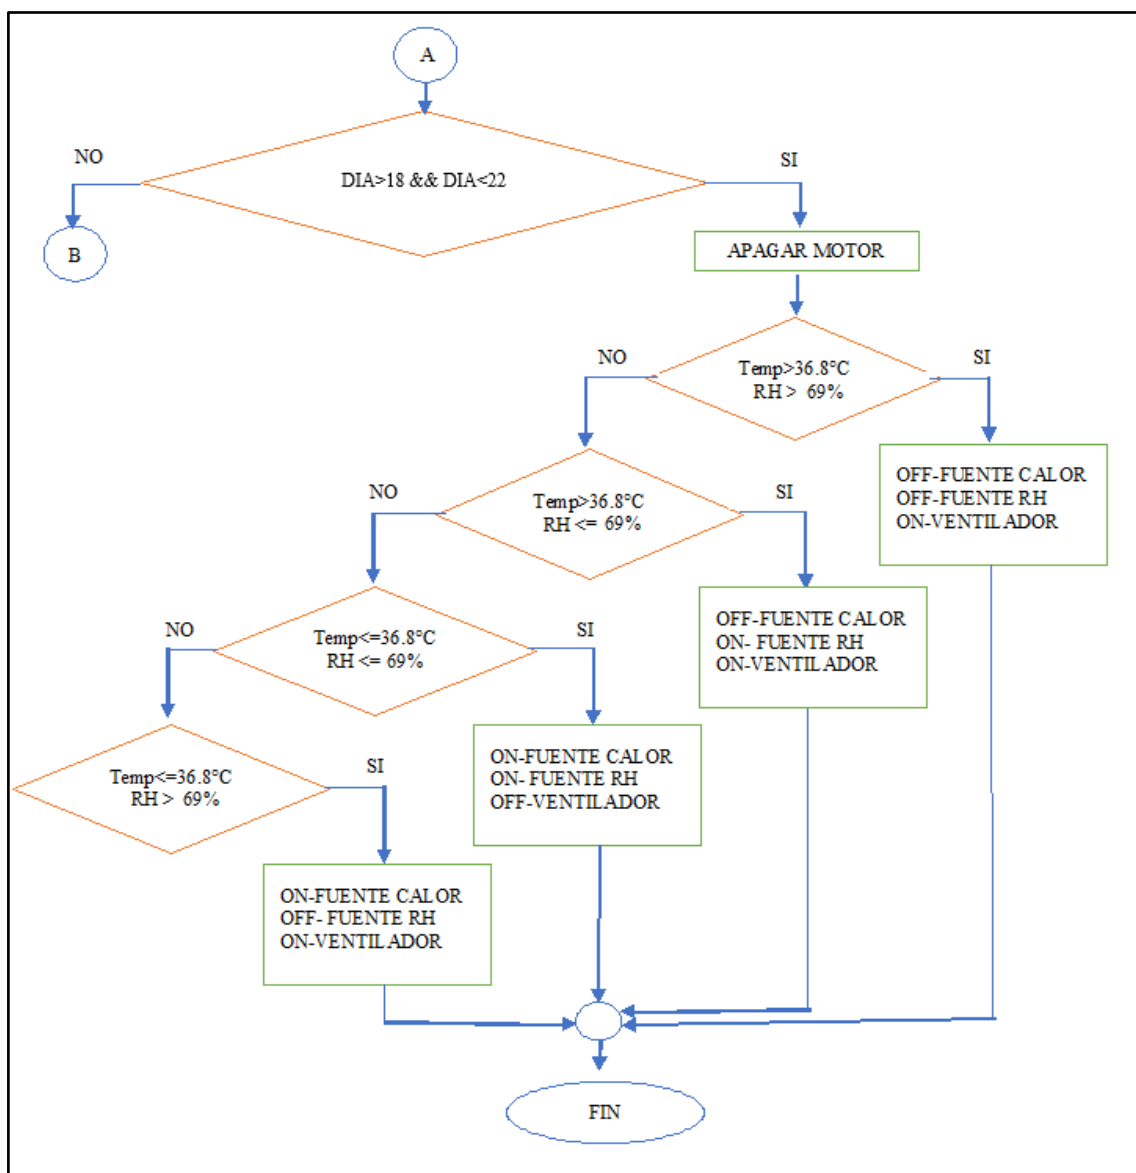 A
NO
DIA>18 && DIA<22
SI
B
APAGAR MOTOR
NO
Temp>36.8°C
RH > 69%
SI
OFF-FUENTE CALOR
OFF-FUENTE RH
ON-VENTILADOR
NO
Temp>36.8°C
RH <= 69%
SI
OFF-FUENTE CALOR
ON- FUENTE RH
ON-VENTILADOR
NO
Temp<=36.8°C
RH <= 69%
SI
ON-FUENTE CALOR
ON- FUENTE RH
OFF-VENTILADOR
Temp<=36.8°C
RH > 69%
SI
ON-FUENTE CALOR
OFF- FUENTE RH
ON-VENTILADOR
FIN